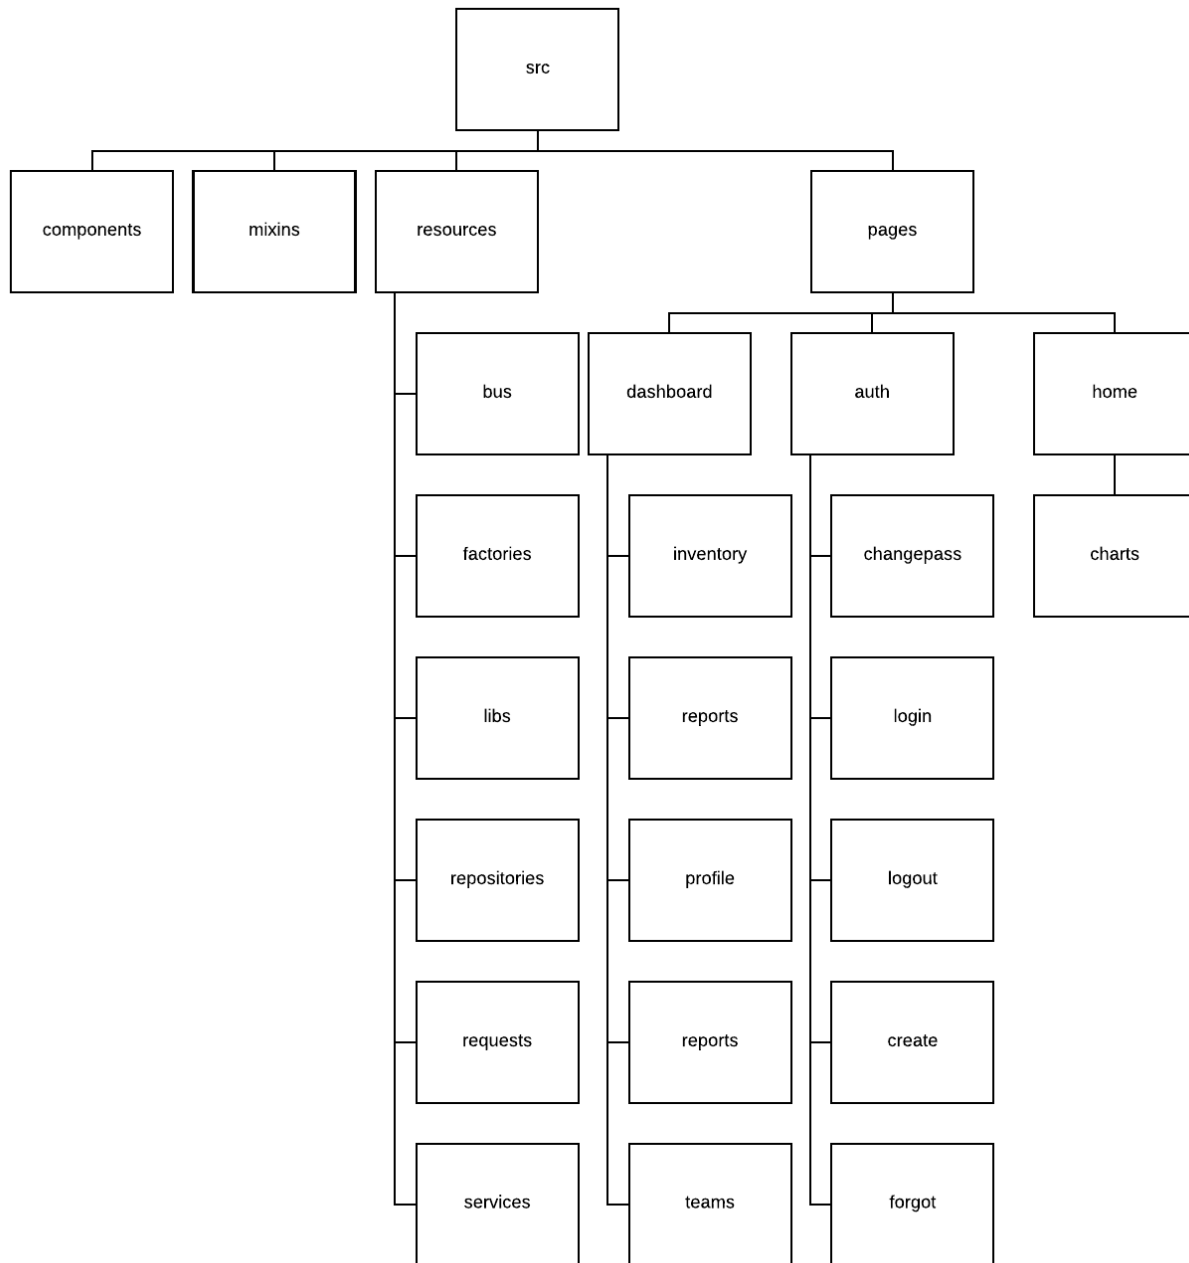 src
components
mixins
resources
pages
bus
dashboard
auth
home
factories
inventory
changepass
charts
libs
reports
login
repositories
profile
logout
requests
reports
create
services
teams
forgot